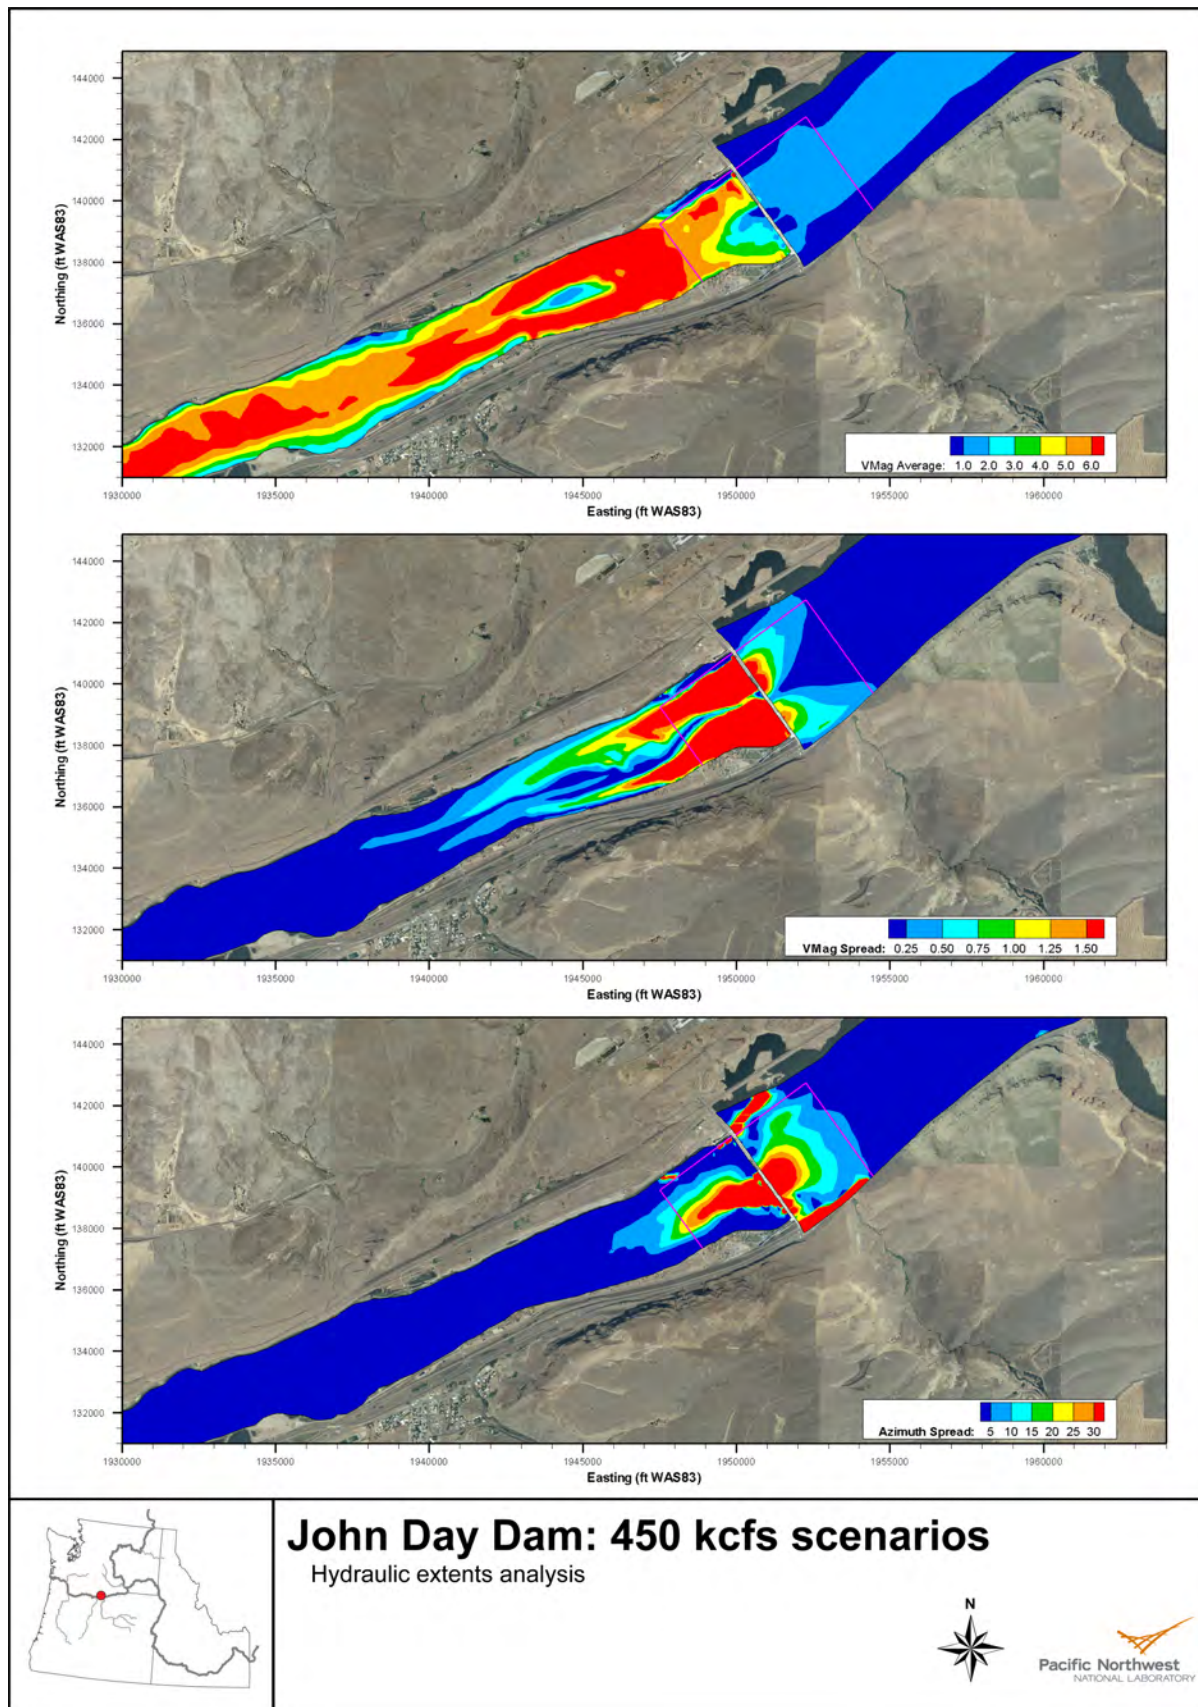 144000
142000
140000
138000
136000
134000
132000
Northing (ft WAS83)
VMag Average: 1.0 2.0 3.0 4.0 5.0 6.0
1930000 1935000 1940000 1945000 1950000 1955000 1960000
Easting (ft WAS83)
144000
142000
140000
138000
136000
134000
132000
Northing (ft WAS83)
VMag Spread: 0.25 0.50 0.75 1.00 1.25 1.50
1930000 1935000 1940000 1945000 1950000 1955000 1960000
Easting (ft WAS83)
144000
142000
140000
138000
136000
134000
132000
Northing (ft WAS83)
Azimuth Spread: 5 10 15 20 25 30
1930000 1935000 1940000 1945000 1950000 1955000 1960000
Easting (ft WAS83)
John Day Dam: 450 kcfs scenarios
Hydraulic extents analysis
N
Pacific Northwest
NATIONAL LABORATORY